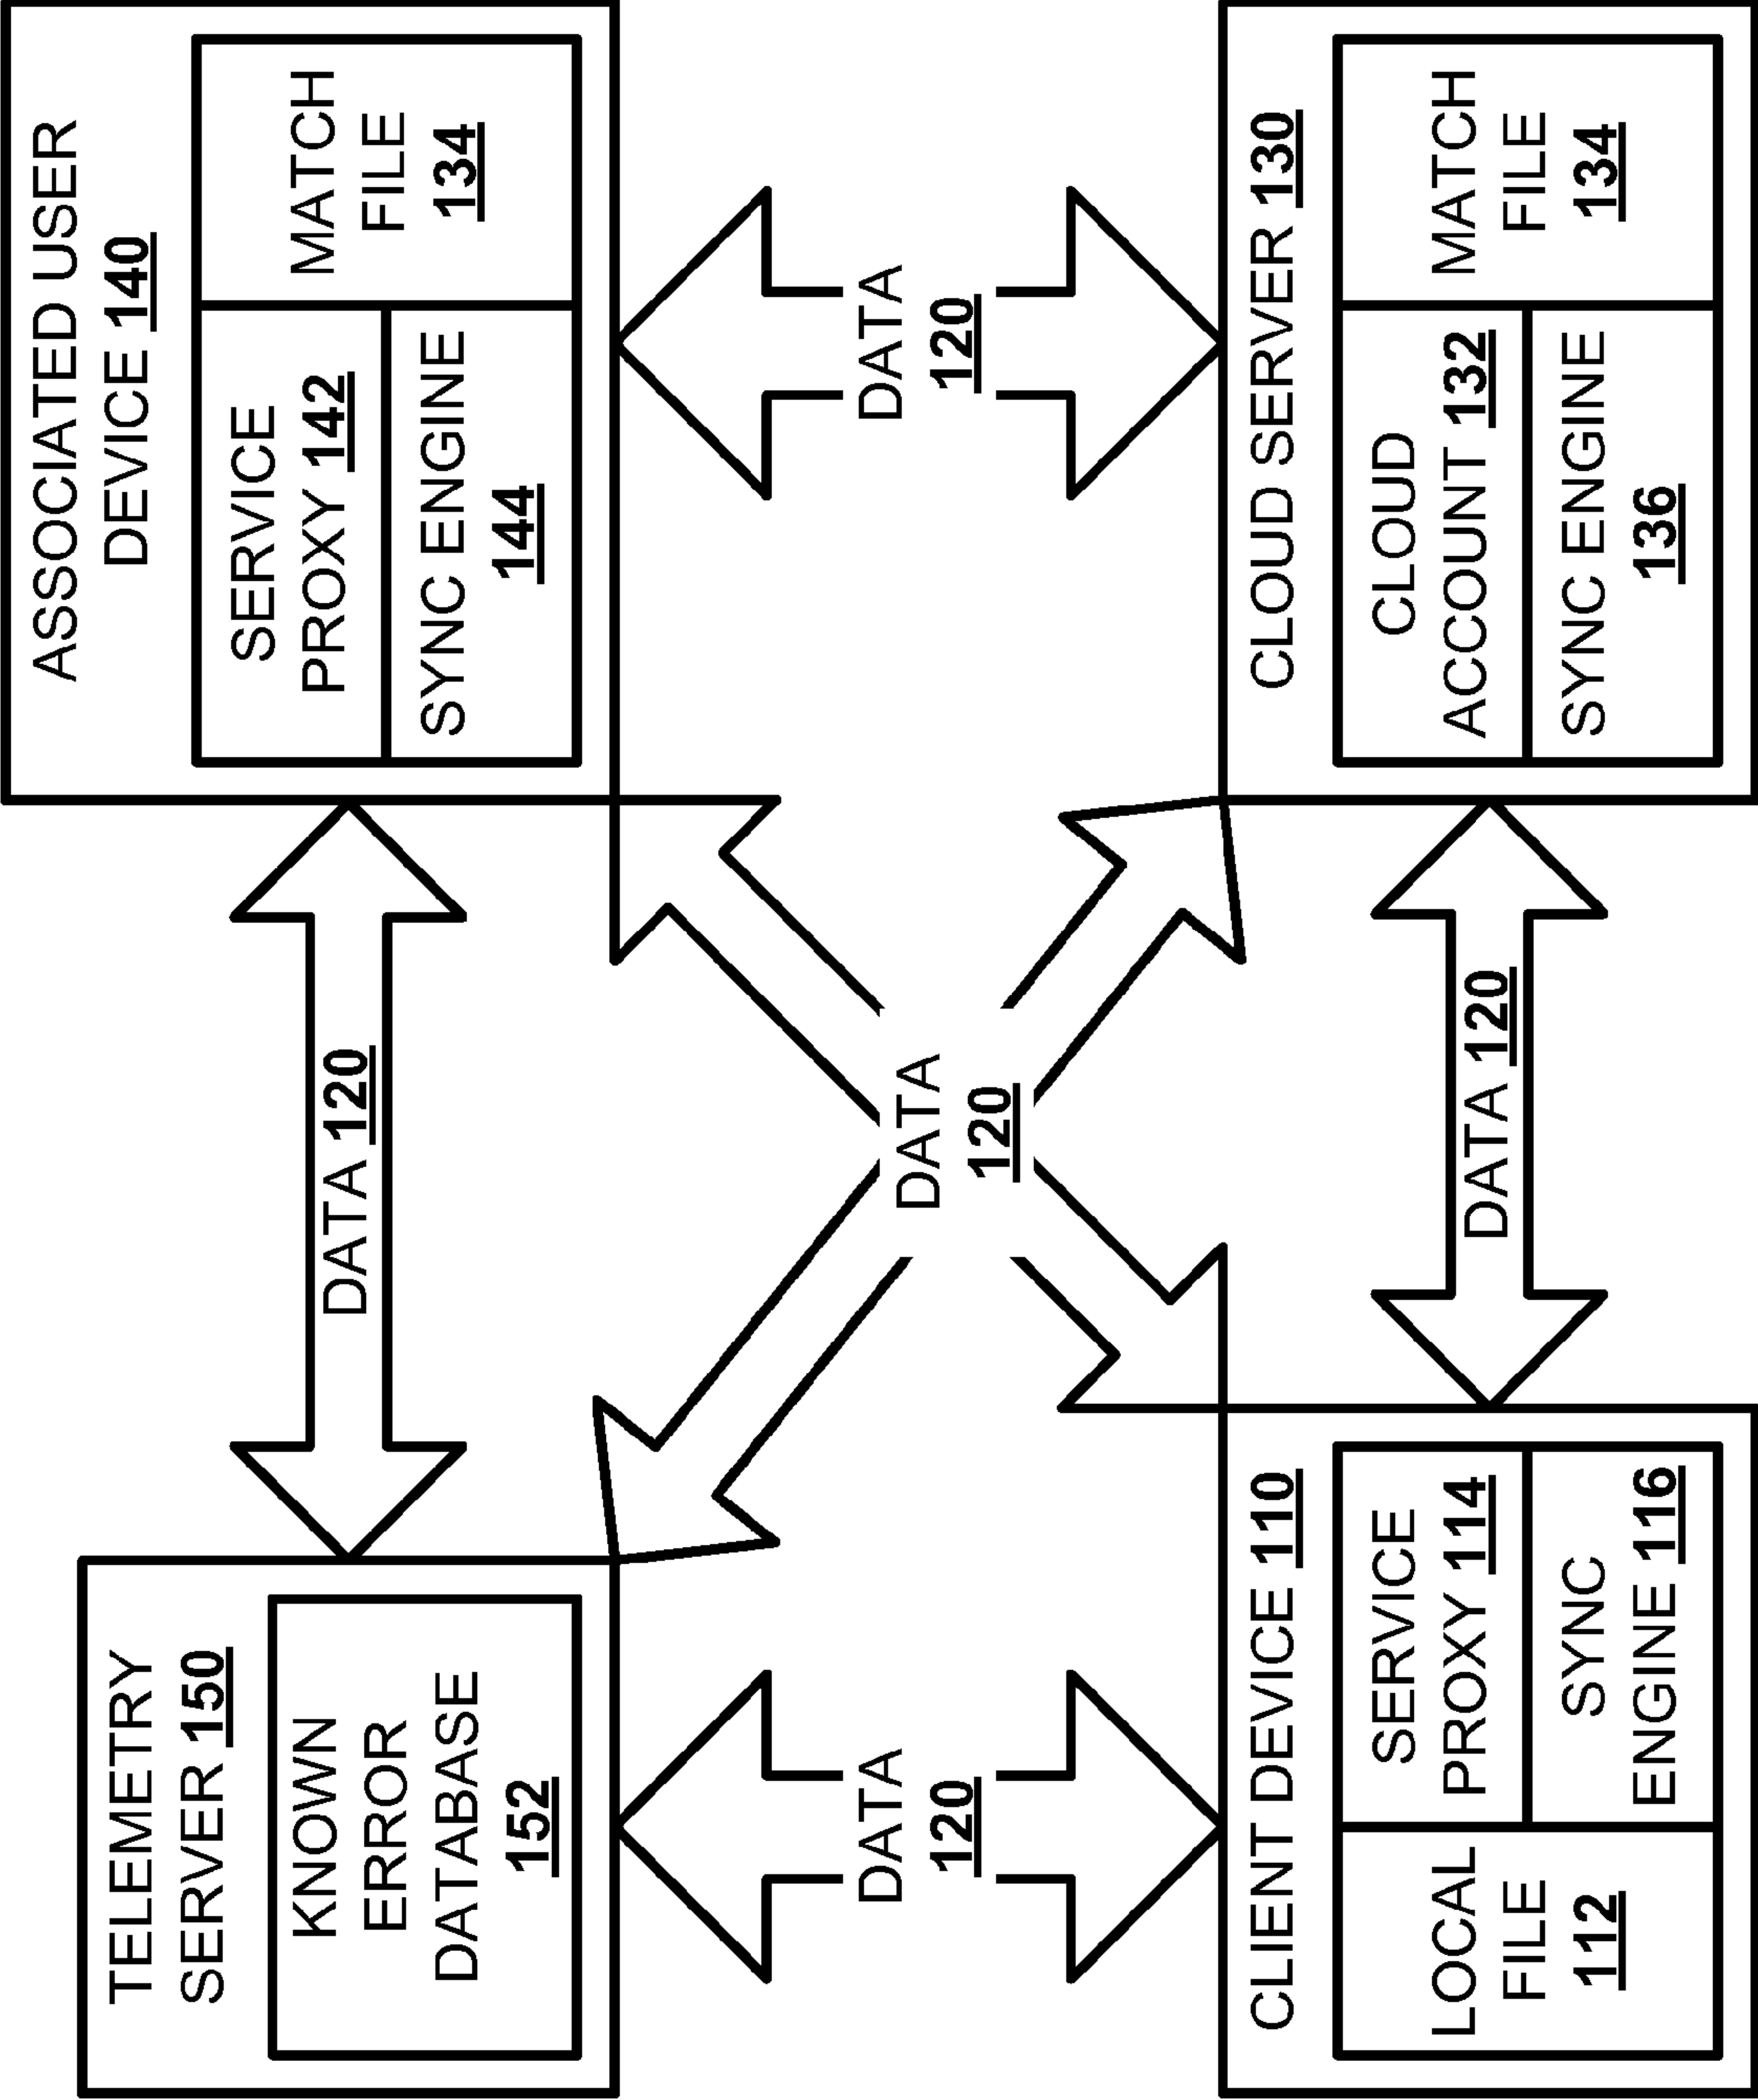 TELEMETRY
SERVER 150
KNOWN
ERROR
DATABASE
152
DATA 120
ASSOCIATED USER
DEVICE 140
SERVICE
PROXY 142
SYNC ENGINE
144
MATCH
FILE
134
DATA
120
DATA
120
DATA
120
CLIENT DEVICE 110
LOCAL
FILE
112
SERVICE
PROXY 114
SYNC
ENGINE 116
DATA 120
CLOUD SERVER 130
CLOUD
ACCOUNT 132
SYNC ENGINE
136
MATCH
FILE
134